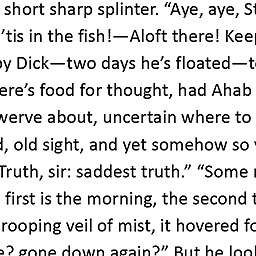 short sharp splinter. “Aye, aye, S
’tis in the fish!—Aloft there! Kee
by Dick—two days he’s floated—t
ere’s food for thought, had Ahab
werve about, uncertain where to
d, old sight, and yet somehow so
Truth, sir: saddest truth.” “Some
first is the morning, the second t
rooping veil of mist, it hovered fo
e? gone down again?” But he loo